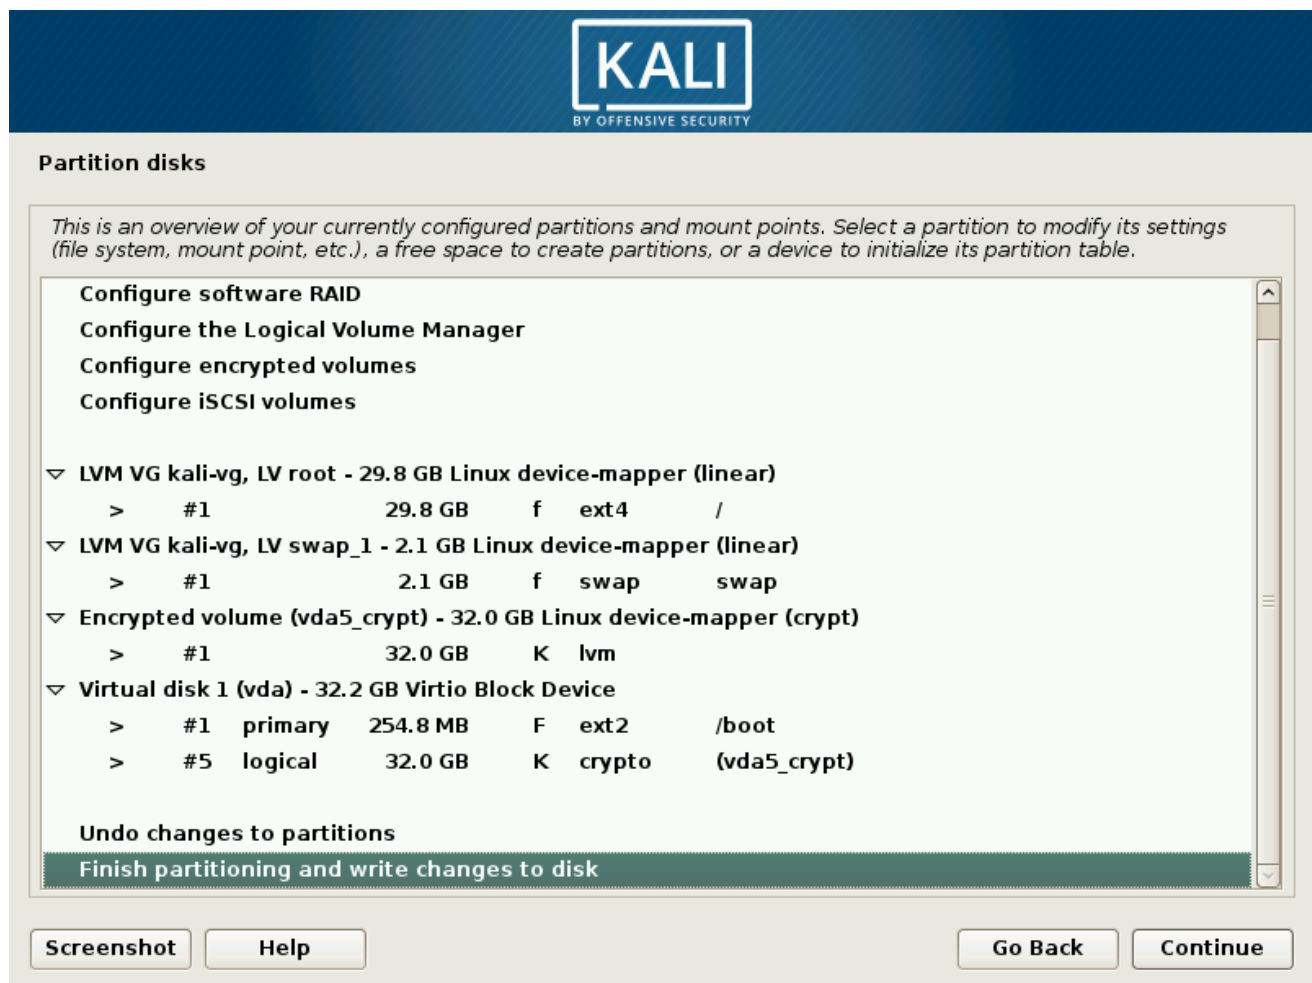 KALI
BY OFFENSIVE SECURITY
Partition disks
This is an overview of your currently configured partitions and mount points. Select a partition to modify its settings
(file system, mount point, etc.), a free space to create partitions, or a device to initialize its partition table.
Configure software RAID
Configure the Logical Volume Manager
Configure encrypted volumes
Configure iSCSI volumes
LVM VG kali-vg, LV root - 29.8 GB Linux device-mapper (linear)
> #1 29.8 GB f ext4 /
LVM VG kali-vg, LV swap_1 - 2.1 GB Linux device-mapper (linear)
> #1 2.1 GB f swap swap
Encrypted volume (vda5_crypt) - 32.0 GB Linux device-mapper (crypt)
> #1 32.0 GB K lvm
Virtual disk 1 (vda) - 32.2 GB Virtio Block Device
> #1 primary 254.8 MB F ext2 /boot
> #5 logical 32.0 GB K crypto (vda5_crypt)
Undo changes to partitions
Finish partitioning and write changes to disk
Screenshot Help Go Back Continue